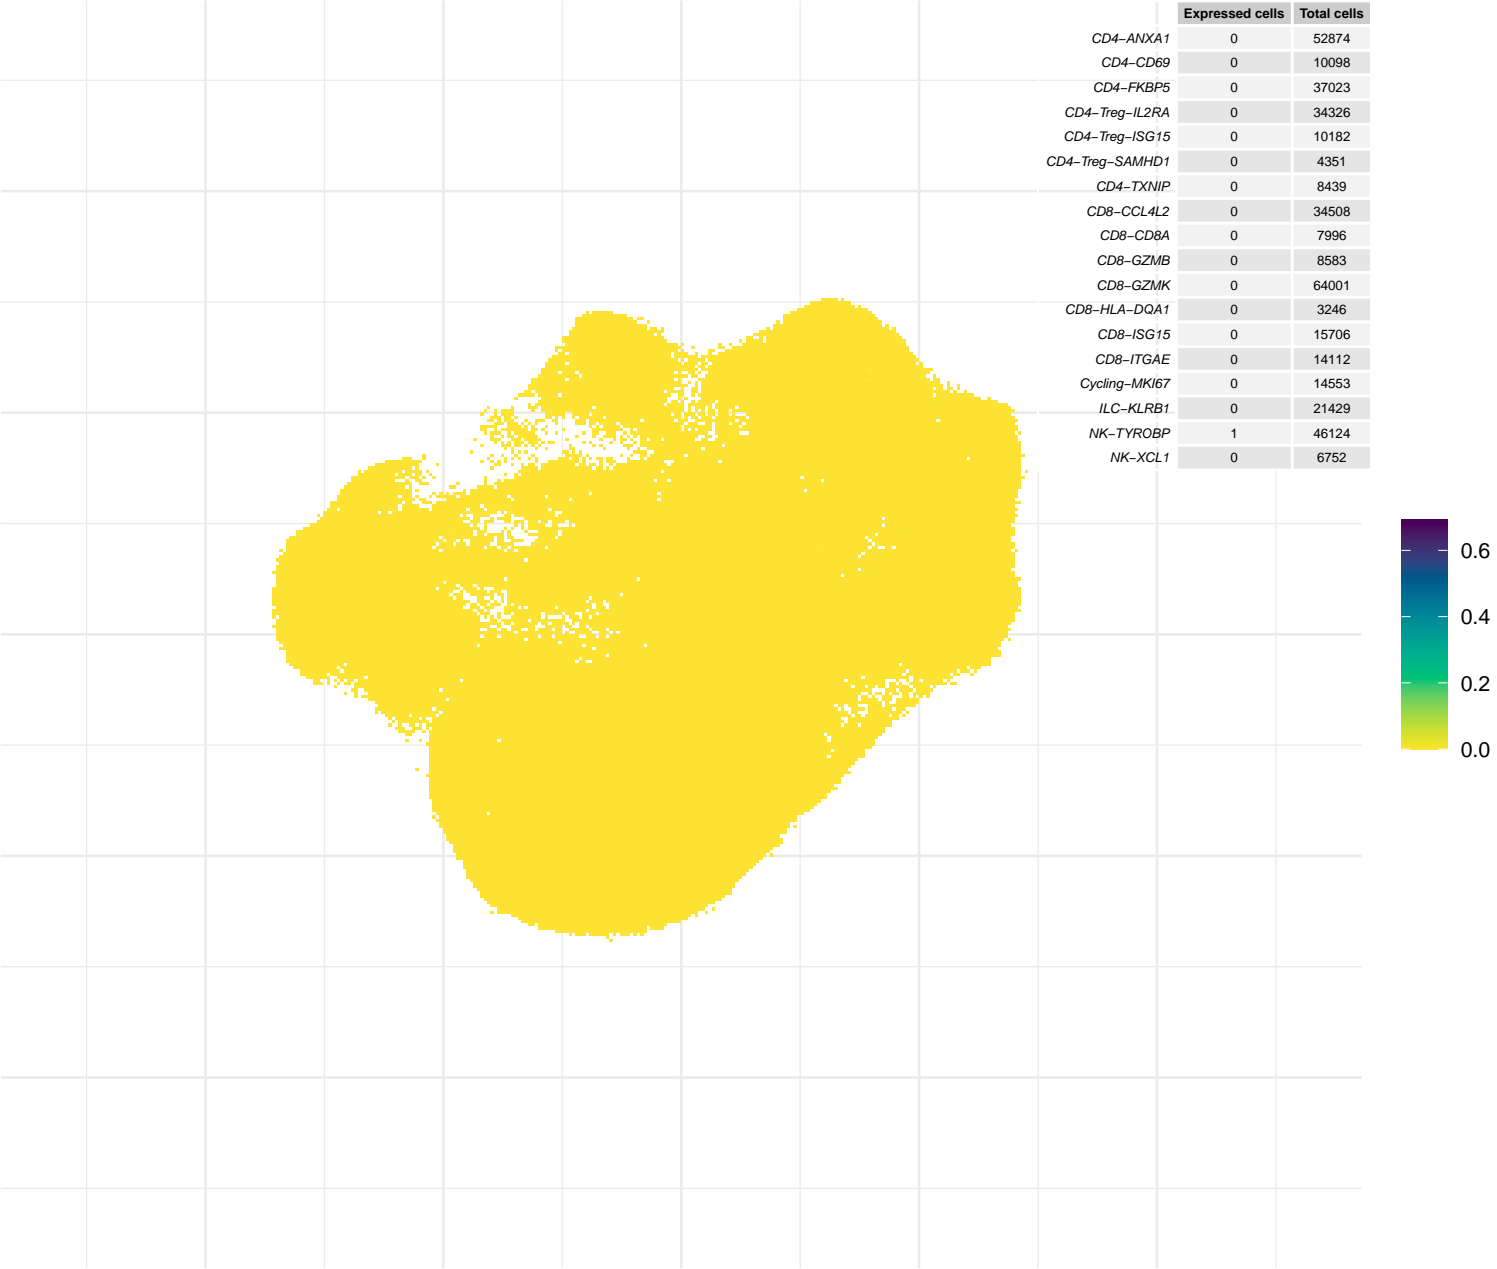 Expressed cells Total cells
CD4−ANXA1 0 52874
CD4−CD69 0 10098
CD4−FKBP5 0 37023
CD4−Treg−IL2RA 0 34326
CD4−Treg−ISG15 0 10182
CD4−Treg−SAMHD1 0 4351
CD4−TXNIP 0 8439
CD8−CCL4L2 0 34508
CD8−CD8A 0 7996
CD8−GZMB 0 8583
CD8−GZMK 0 64001
CD8−HLA−DQA1 0 3246
CD8−ISG15 0 15706
CD8−ITGAE 0 14112
Cycling−MKI67 0 14553
ILC−KLRB1 0 21429
NK−TYROBP 1 46124
NK−XCL1 0 6752
0.6
0.4
0.2
0.0